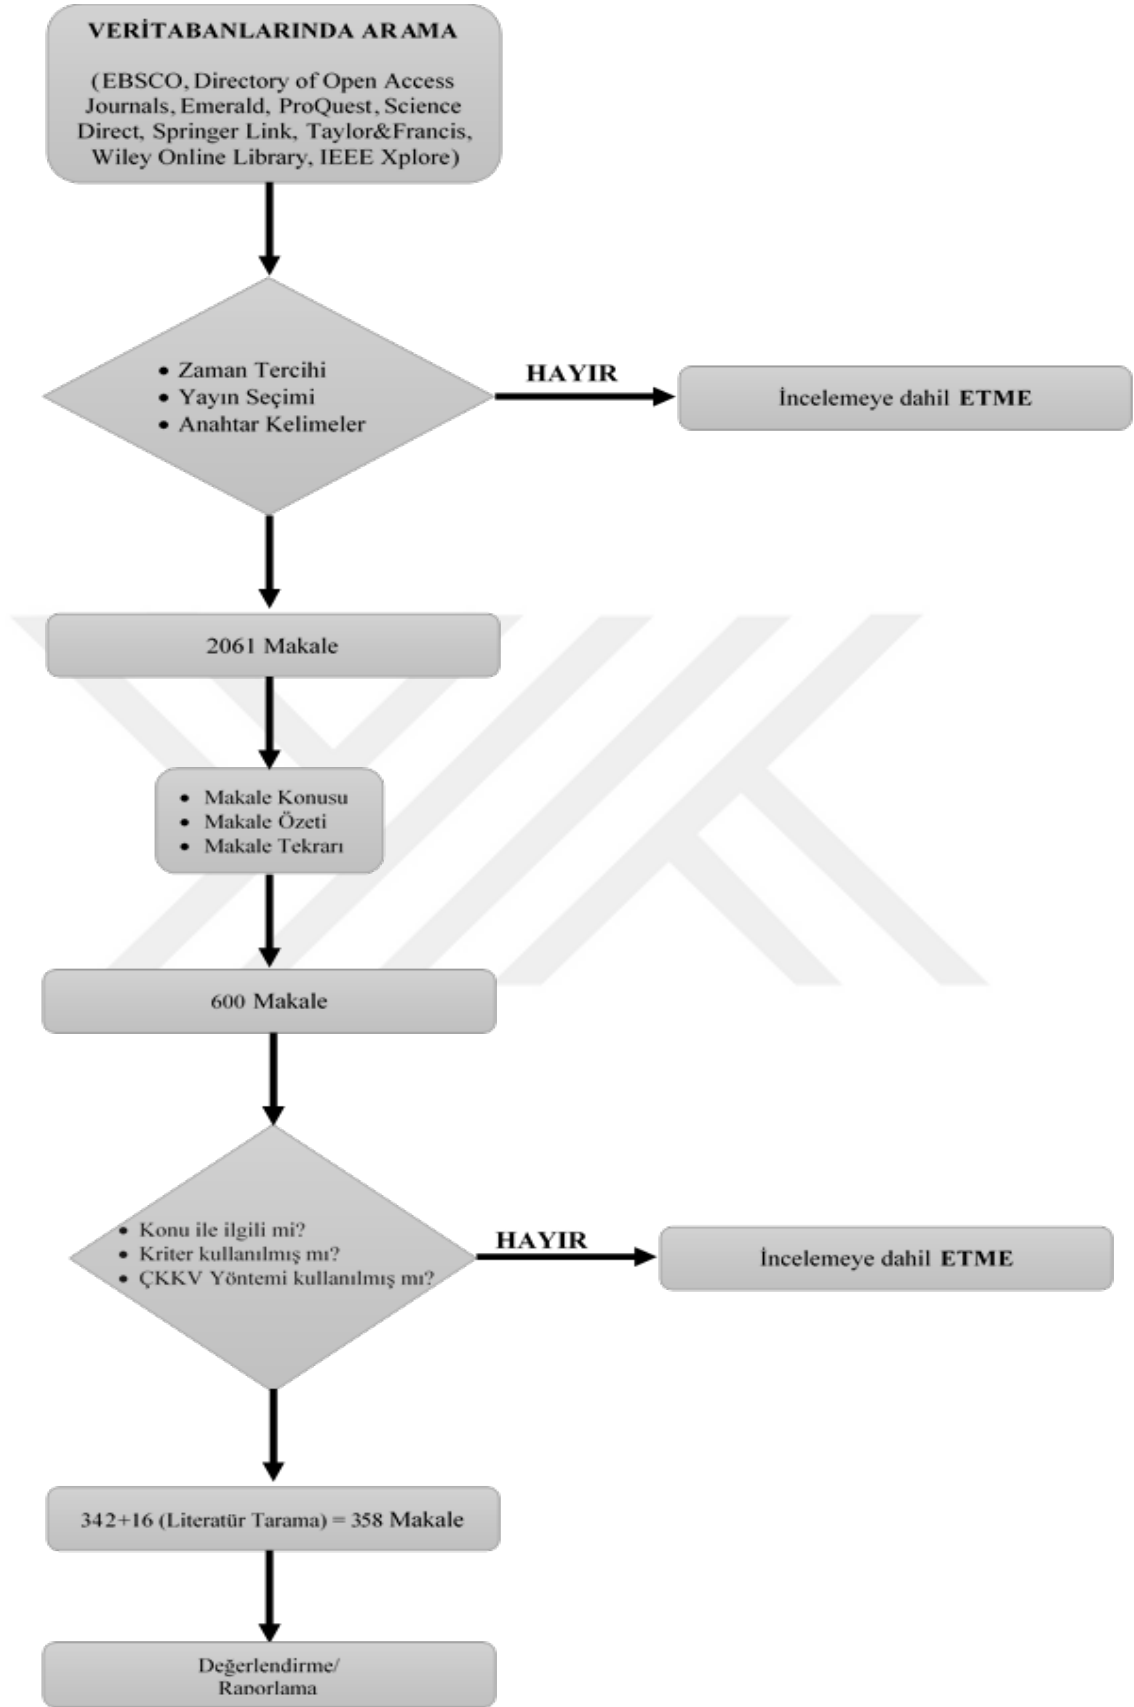 VERİTABANLARINDA ARAMA
(EBSCO, Directory of Open Access
Journals, Emerald, ProQuest, Science
Direct, Springer Link, Taylor&Francis,
Wiley Online Library, IEEE Xplore)
• Zaman Tercihi
• Yayın Seçimi
• Anahtar Kelimeler
HAYIR
İncelemeye dahil ETME
2061 Makale
• Makale Konusu
• Makale Özeti
• Makale Tekrarı
600 Makale
• Konu ile ilgili mi?
• Kriter kullanılmış mı?
• ÇKKV Yöntemi kullanılmış mı?
HAYIR
İncelemeye dahil ETME
342+16 (Literatür Tarama) = 358 Makale
Değerlendirme/
Raporlama